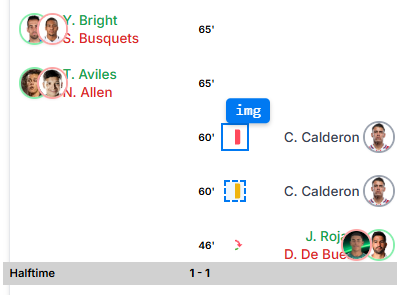 Y. Bright
65'
S. Busquets
T. Aviles
65'
N. Allen
img
60' C. Calderon
60' C. Calderon
J. Roja
46'
D. De Bue
Halftime 1 - 1